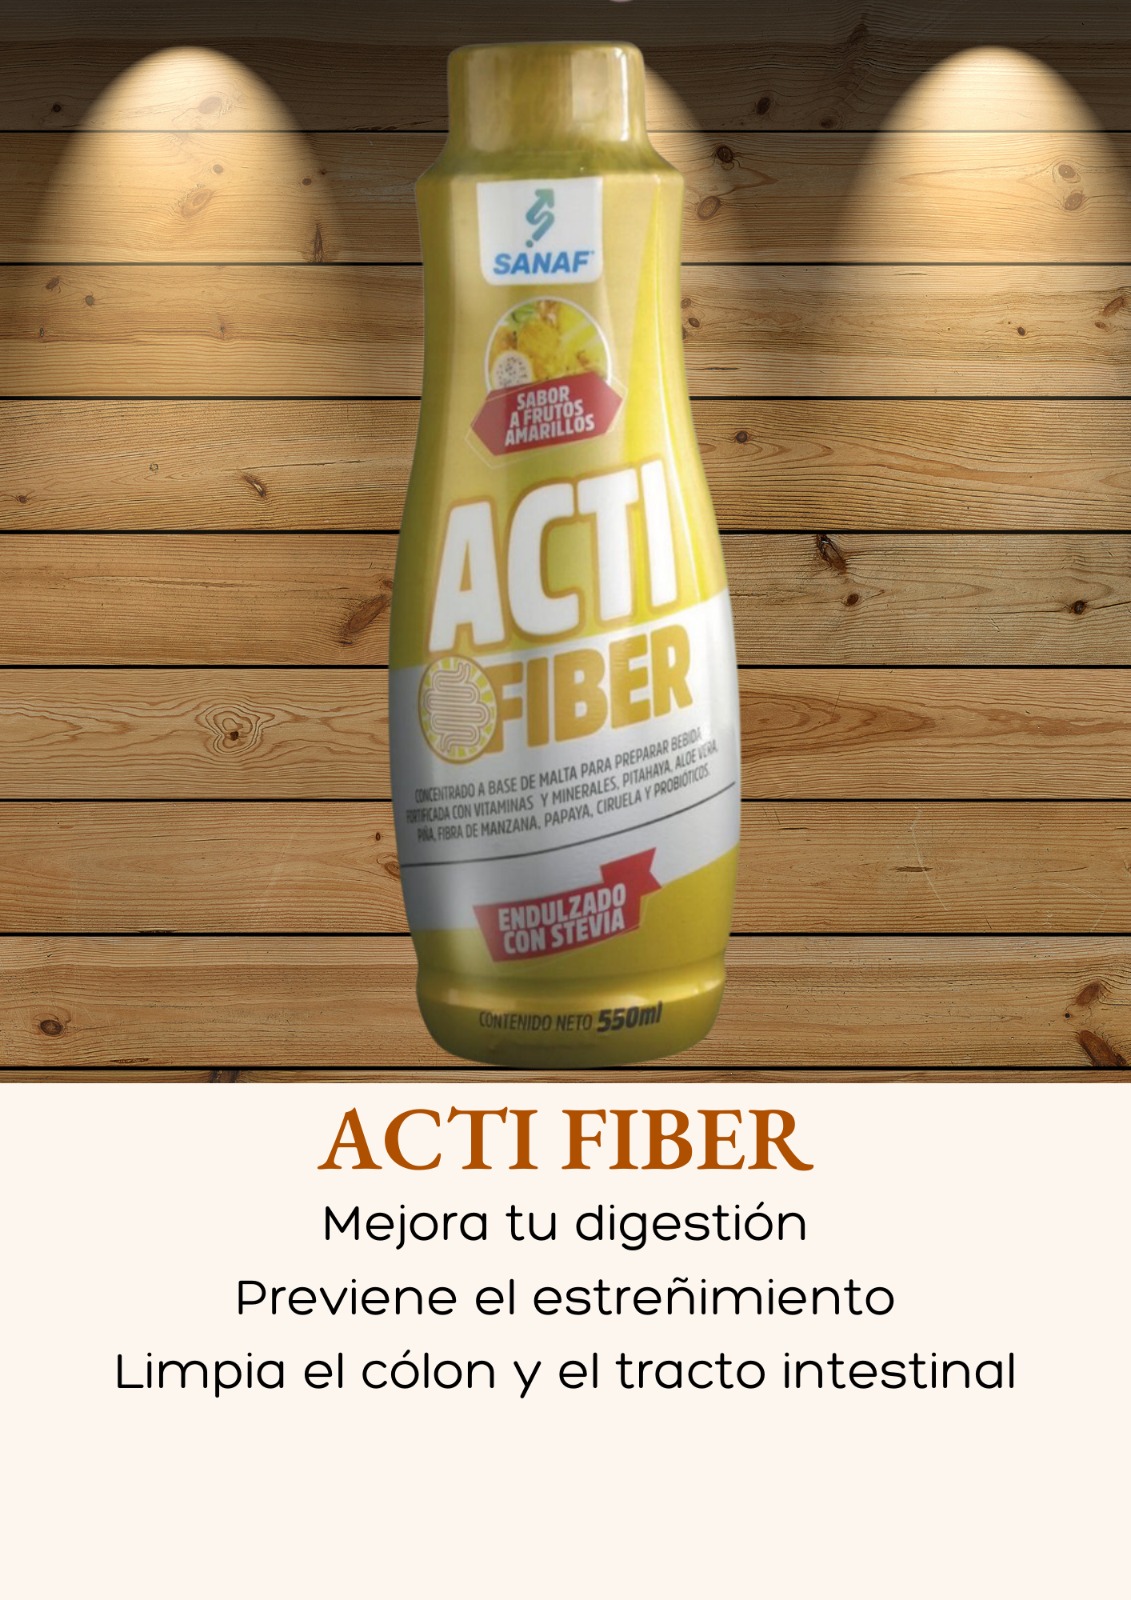 SANAF
SABOR
A FRUTOS
AMARILLOS
ACTI
FIBER
CONCENTRADO A BASE DE MALTA PARA PREPARAR BEBIDA
FORTIFICADA CON VITAMINAS Y MINERALES, PITAHAYA, ALOE VERA,
PIÑA, FIBRA DE MANZANA, PAPAYA, CIRUELA Y PROBIÓTICOS.
ENDULZADO
CON STEVIA
CONTENIDO NETO 550ml
ACTI FIBER
Mejora tu digestión
Previene el estreñimiento
Limpia el cólon y el tracto intestinal